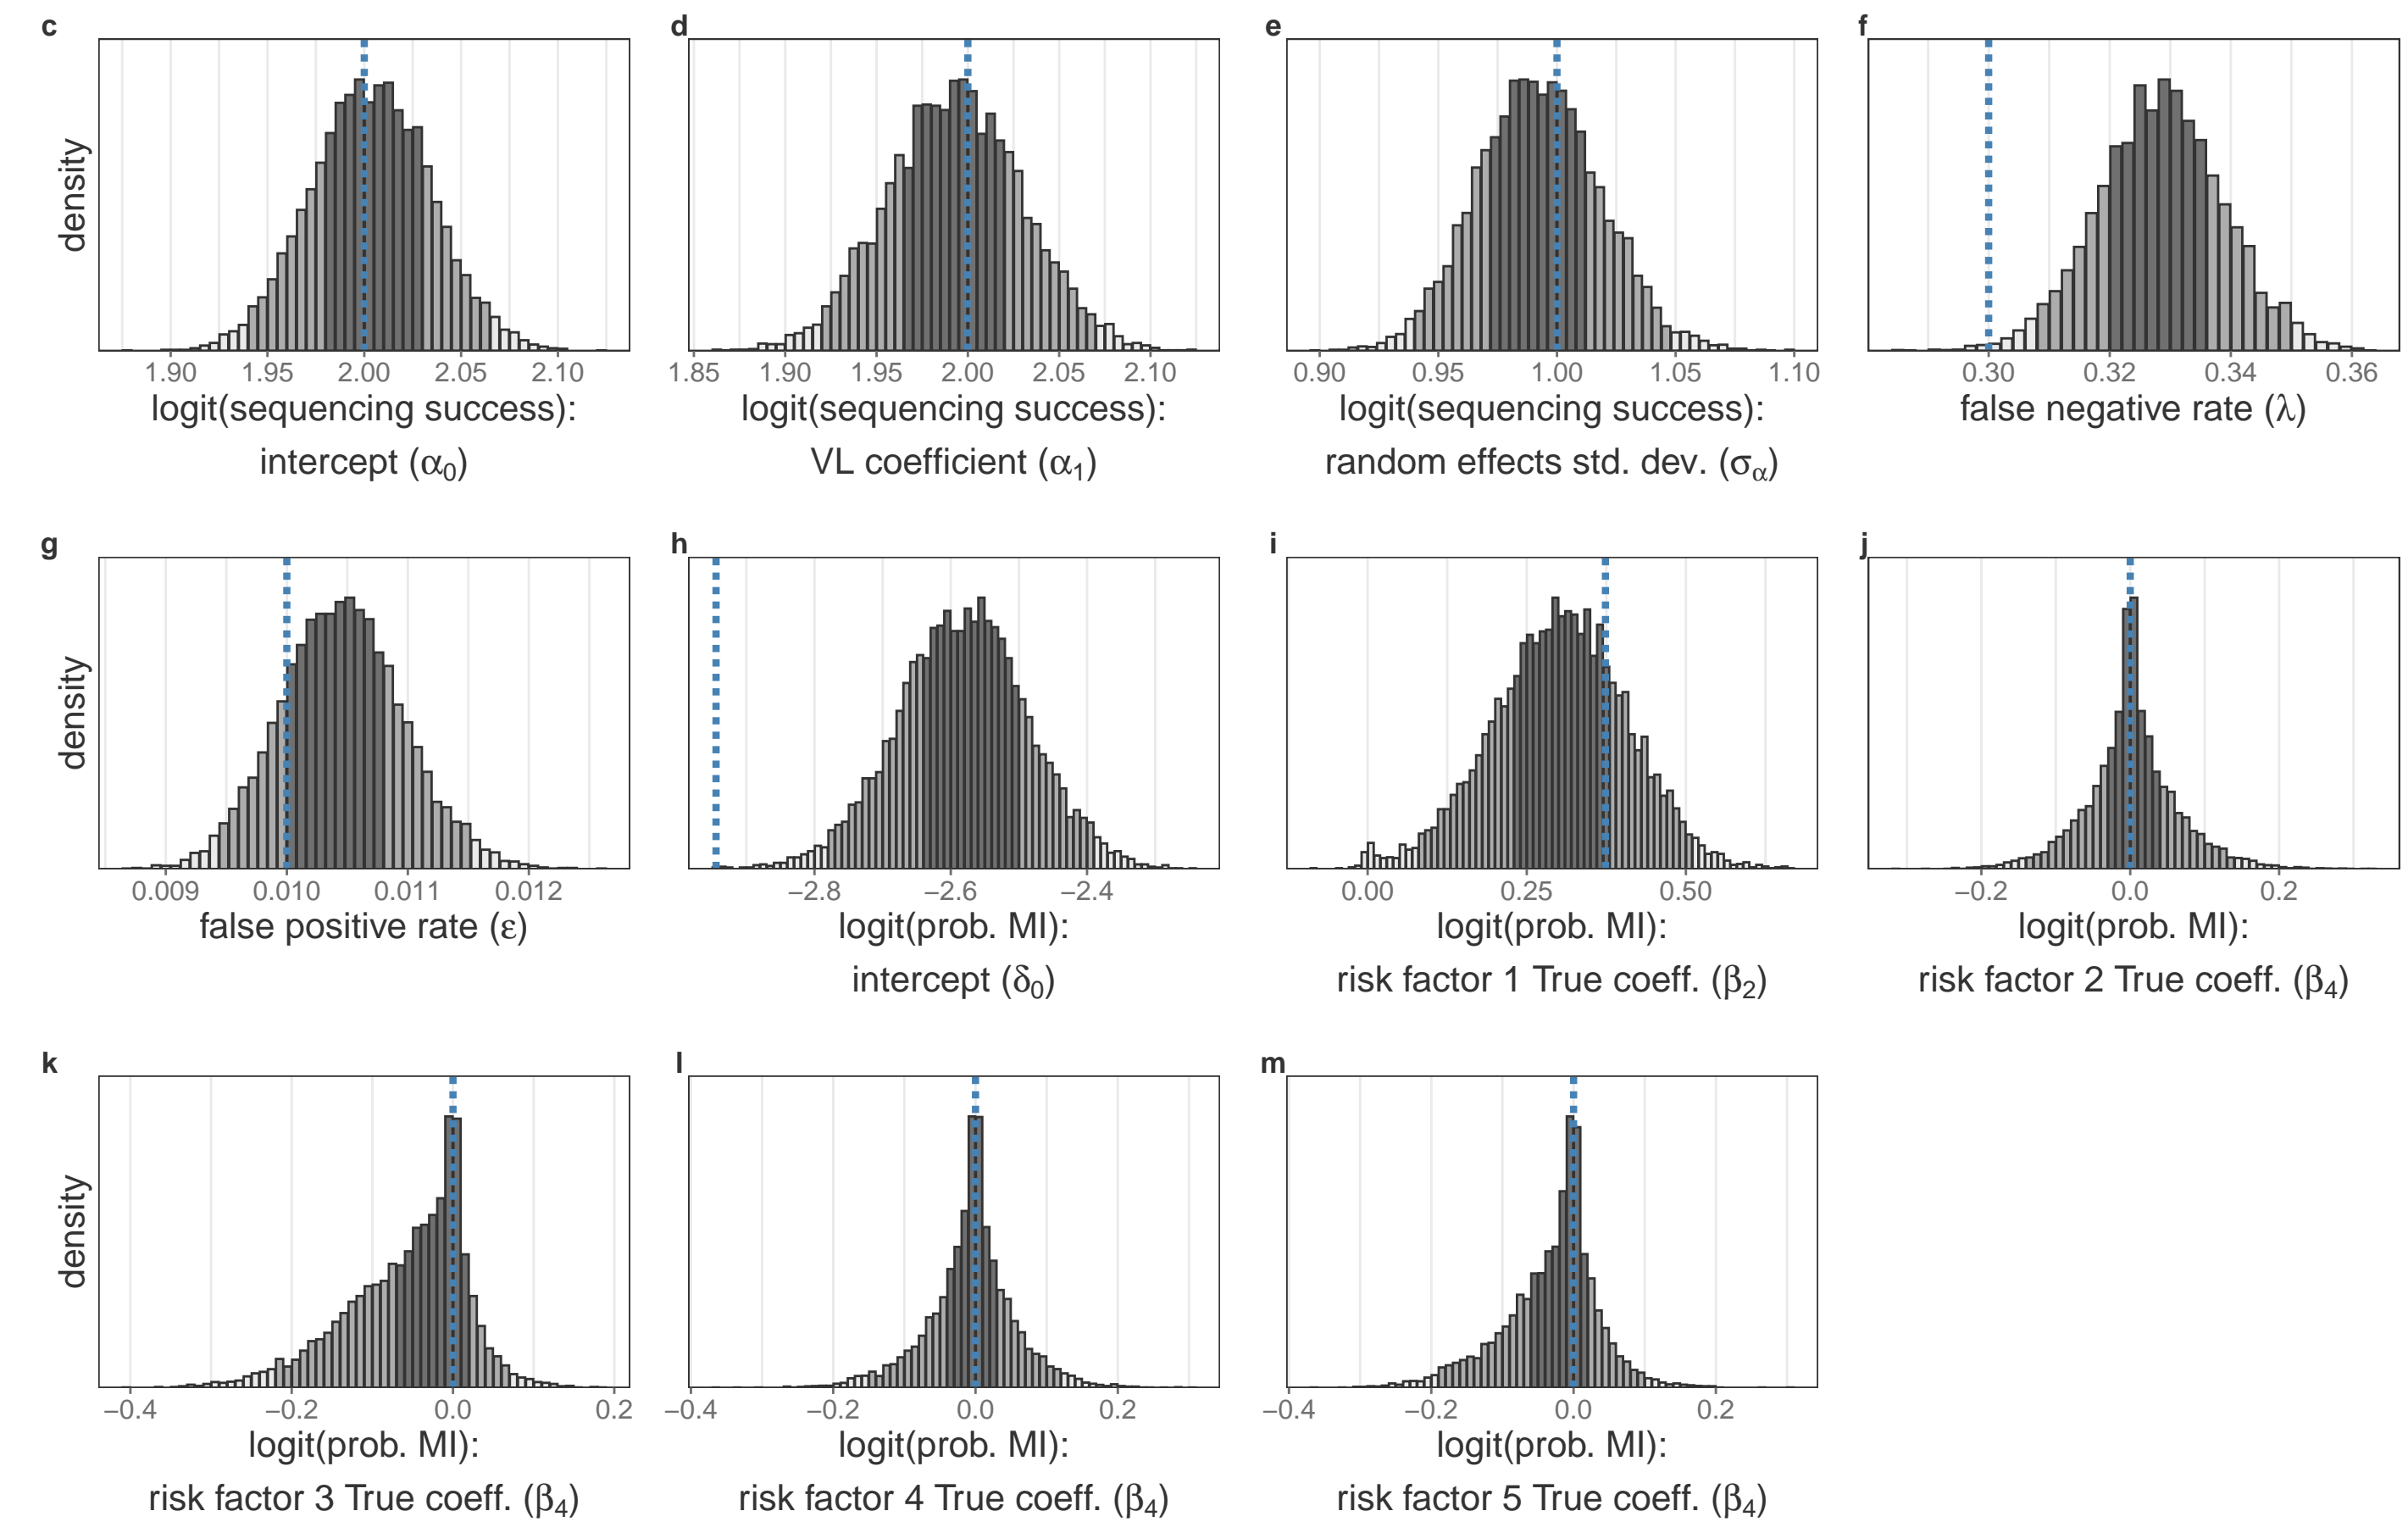 c d e f
density
1.90 1.95 2.00 2.05 2.10
1.85 1.90 1.95 2.00 2.05 2.10
0.90 0.95 1.00 1.05 1.10
0.30 0.32 0.34 0.36
logit(sequencing success):
intercept (α0)
logit(sequencing success):
VL coefficient (α1)
logit(sequencing success):
random effects std. dev. (σα)
false negative rate (λ)
g h i j
density
0.009 0.010 0.011 0.012
−2.8 −2.6 −2.4
0.00 0.25 0.50
−0.2 0.0 0.2
false positive rate (ε)
logit(prob. MI):
intercept (δ0)
logit(prob. MI):
risk factor 1 True coeff. (β2)
logit(prob. MI):
risk factor 2 True coeff. (β4)
k l m
density
−0.4 −0.2 0.0 0.2
−0.4 −0.2 0.0 0.2
−0.4 −0.2 0.0 0.2
logit(prob. MI):
risk factor 3 True coeff. (β4)
logit(prob. MI):
risk factor 4 True coeff. (β4)
logit(prob. MI):
risk factor 5 True coeff. (β4)